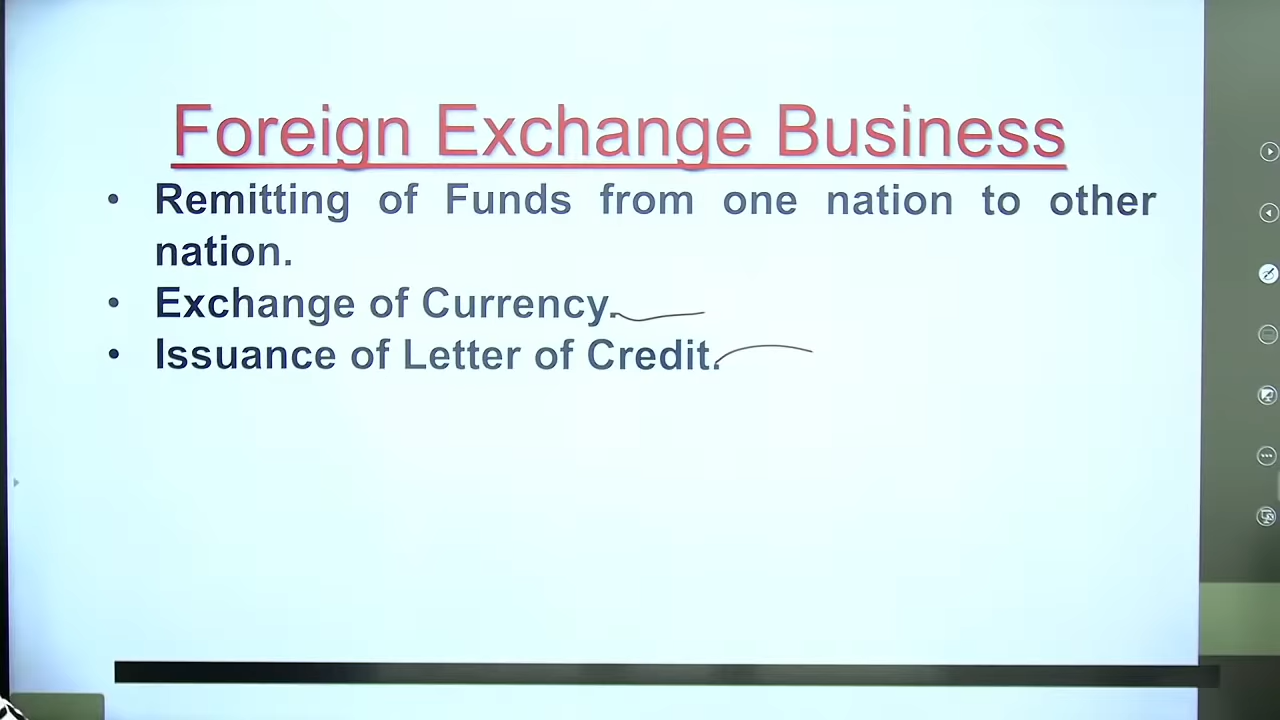 Foreign Exchange Business
• Remitting of Funds from one nation to other
nation.
• Exchange of Currency.
• Issuance of Letter of Credit.